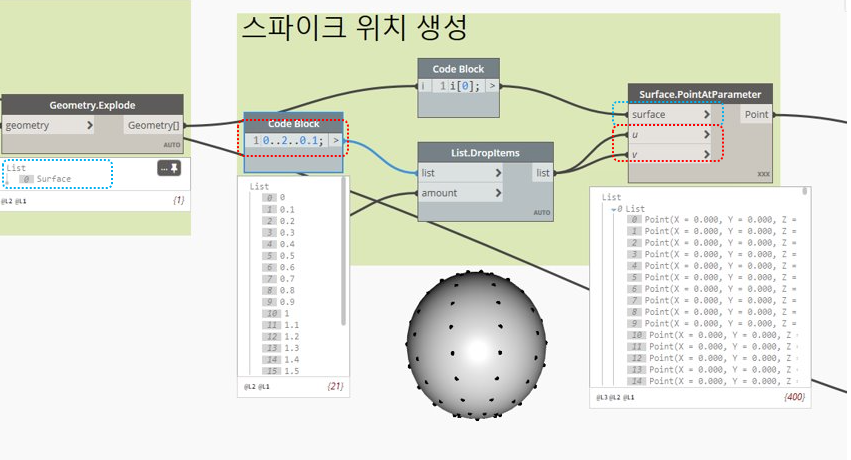 스파이크 위치 생성
Geometry.Explode
geometry > Geometry[]
AUTO
List
0 Surface
@L2 @L1 {1}
Code Block
i 1 i[0]; >
Code Block
1 0..2..0.1; >
List
0 0
1 0.1
2 0.2
3 0.3
4 0.4
5 0.5
6 0.6
7 0.7
8 0.8
9 0.9
10 1
11 1.1
12 1.2
13 1.3
14 1.4
15 1.5
@L2 @L1 {21}
List.DropItems
list > list
amount >
AUTO
Surface.PointAtParameter
surface > Point
u >
v >
XXX
List
0 List
0 Point(X = 0.000, Y = 0.000, Z =
1 Point(X = 0.000, Y = 0.000, Z =
2 Point(X = 0.000, Y = 0.000, Z =
3 Point(X = 0.000, Y = 0.000, Z =
4 Point(X = 0.000, Y = 0.000, Z =
5 Point(X = 0.000, Y = 0.000, Z =
6 Point(X = 0.000, Y = 0.000, Z =
7 Point(X = 0.000, Y = 0.000, Z =
8 Point(X = 0.000, Y = 0.000, Z =
9 Point(X = 0.000, Y = 0.000, Z =
10 Point(X = 0.000, Y = 0.000, Z
11 Point(X = 0.000, Y = 0.000, Z
12 Point(X = 0.000, Y = 0.000, Z
13 Point(X = 0.000, Y = 0.000, Z
14 Point(X = 0.000, Y = 0.000, Z
@L3 @L2 @L1 {400}